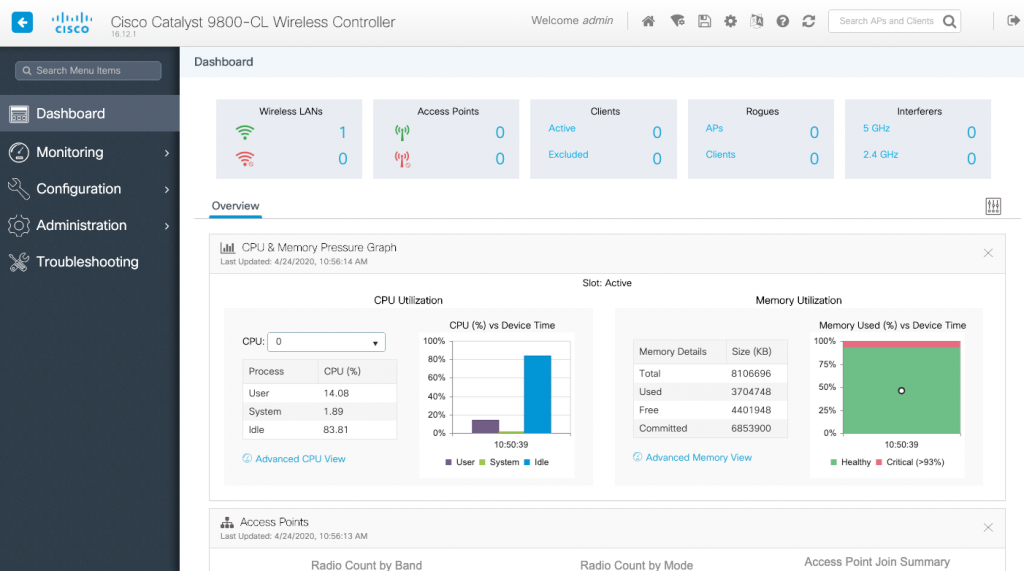 CISCO
Cisco Catalyst 9800-CL Wireless Controller
16.12.1
Welcome admin
Search APs and Clients
Search Menu Items
Dashboard
Monitoring
Configuration
Administration
Troubleshooting
Dashboard
Wireless LANs
1
0
Access Points
0
0
Clients
Active 0
Excluded 0
Rogues
APs 0
Clients 0
Interferers
5 GHz 0
2.4 GHz 0
Overview
CPU & Memory Pressure Graph
Last Updated: 4/24/2020, 10:56:14 AM
Slot: Active
CPU Utilization
CPU: 0
Process CPU (%)
User 14.08
System 1.89
Idle 83.81
Advanced CPU View
CPU (%) vs Device Time
100%
80%
60%
40%
20%
0%
10:50:39
User System Idle
Memory Utilization
Memory Details Size (KB)
Total 8106696
Used 3704748
Free 4401948
Committed 6853900
Advanced Memory View
Memory Used (%) vs Device Time
100%
75%
50%
25%
0%
10:50:39
Healthy Critical (>93%)
Access Points
Last Updated: 4/24/2020, 10:56:13 AM
Radio Count by Band
Radio Count by Mode
Access Point Join Summary